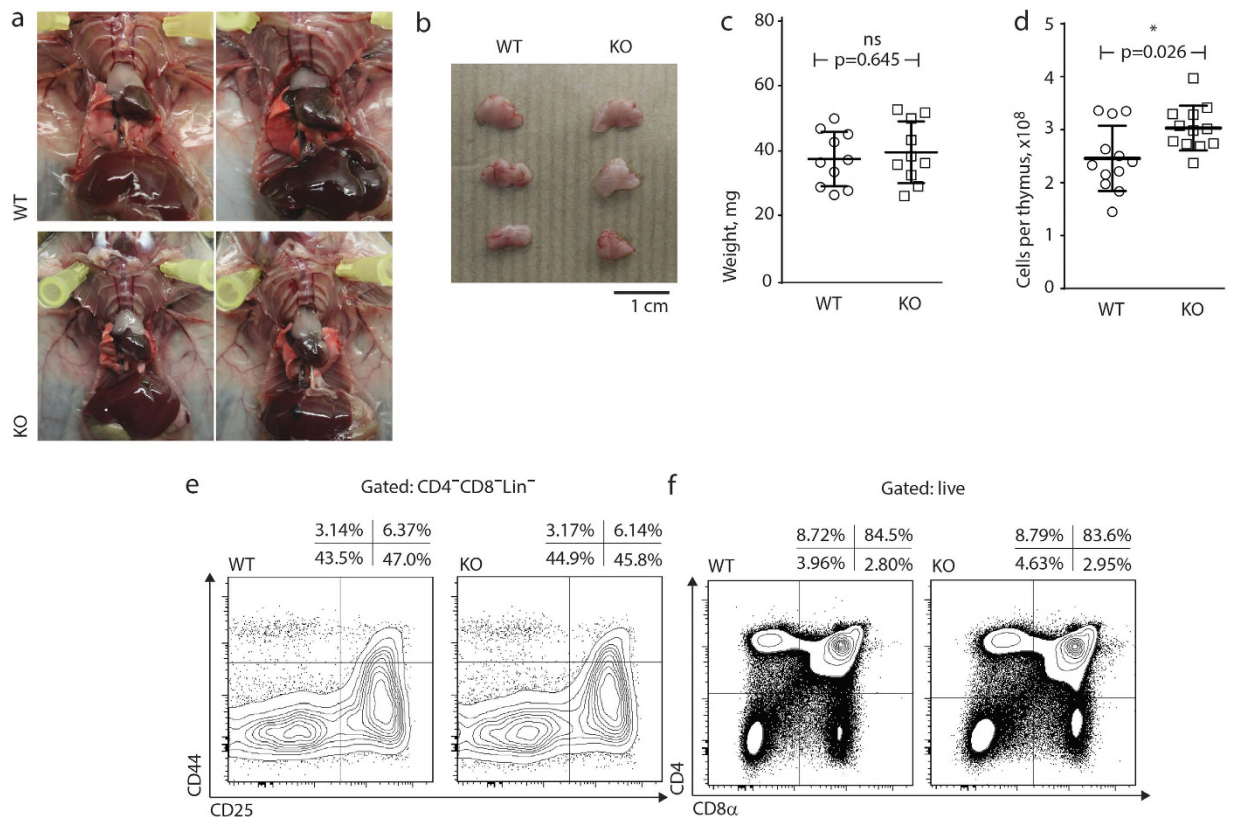 a
WT
KO
b
WT KO
1 cm
c
80
60
40
20
0
Weight, mg
ns
p=0.645
WT KO
d
5
4
3
2
1
0
Cells per thymus, x10⁸
*
p=0.026
WT KO
e
Gated: CD4⁻CD8⁻Lin⁻
WT
3.14% 6.37%
43.5% 47.0%
KO
3.17% 6.14%
44.9% 45.8%
CD44
CD25
f
Gated: live
WT
8.72% 84.5%
3.96% 2.80%
KO
8.79% 83.6%
4.63% 2.95%
CD4
CD8α